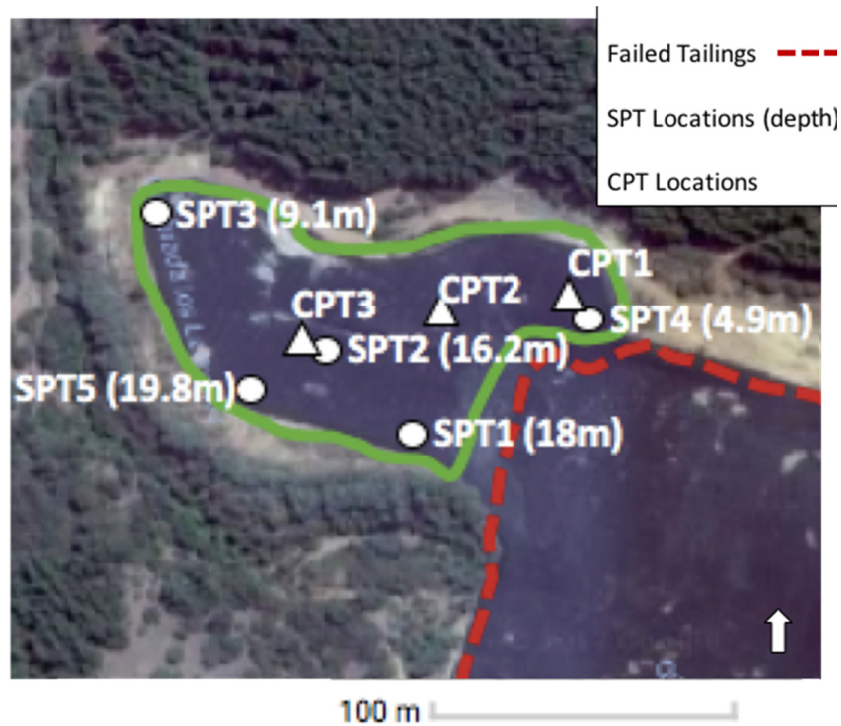 Failed Tailings
SPT Locations (depth)
CPT Locations
SPT3 (9.1m)
CPT1
CPT3
CPT2
SPT4 (4.9m)
SPT2 (16.2m)
SPT5 (19.8m)
SPT1 (18m)
100 m